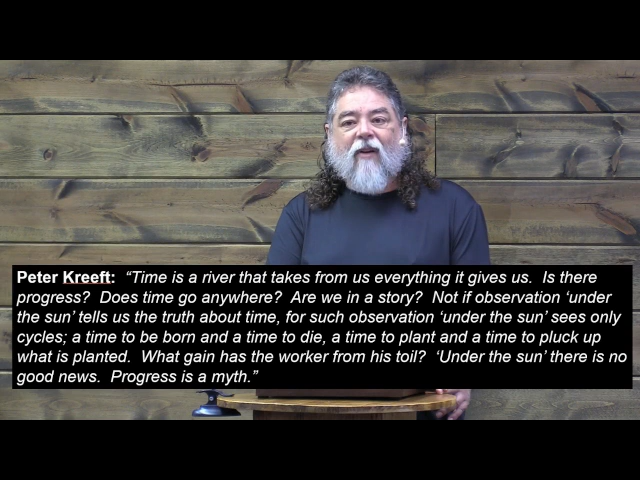 Peter Kreeft:  “Time is a river that takes from us everything it gives us.  Is there
progress?  Does time go anywhere?  Are we in a story?  Not if observation ‘under
the sun’ tells us the truth about time, for such observation ‘under the sun’ sees only
cycles; a time to be born and a time to die, a time to plant and a time to pluck up
what is planted.  What gain has the worker from his toil?  ‘Under the sun’ there is no
good news.  Progress is a myth.”